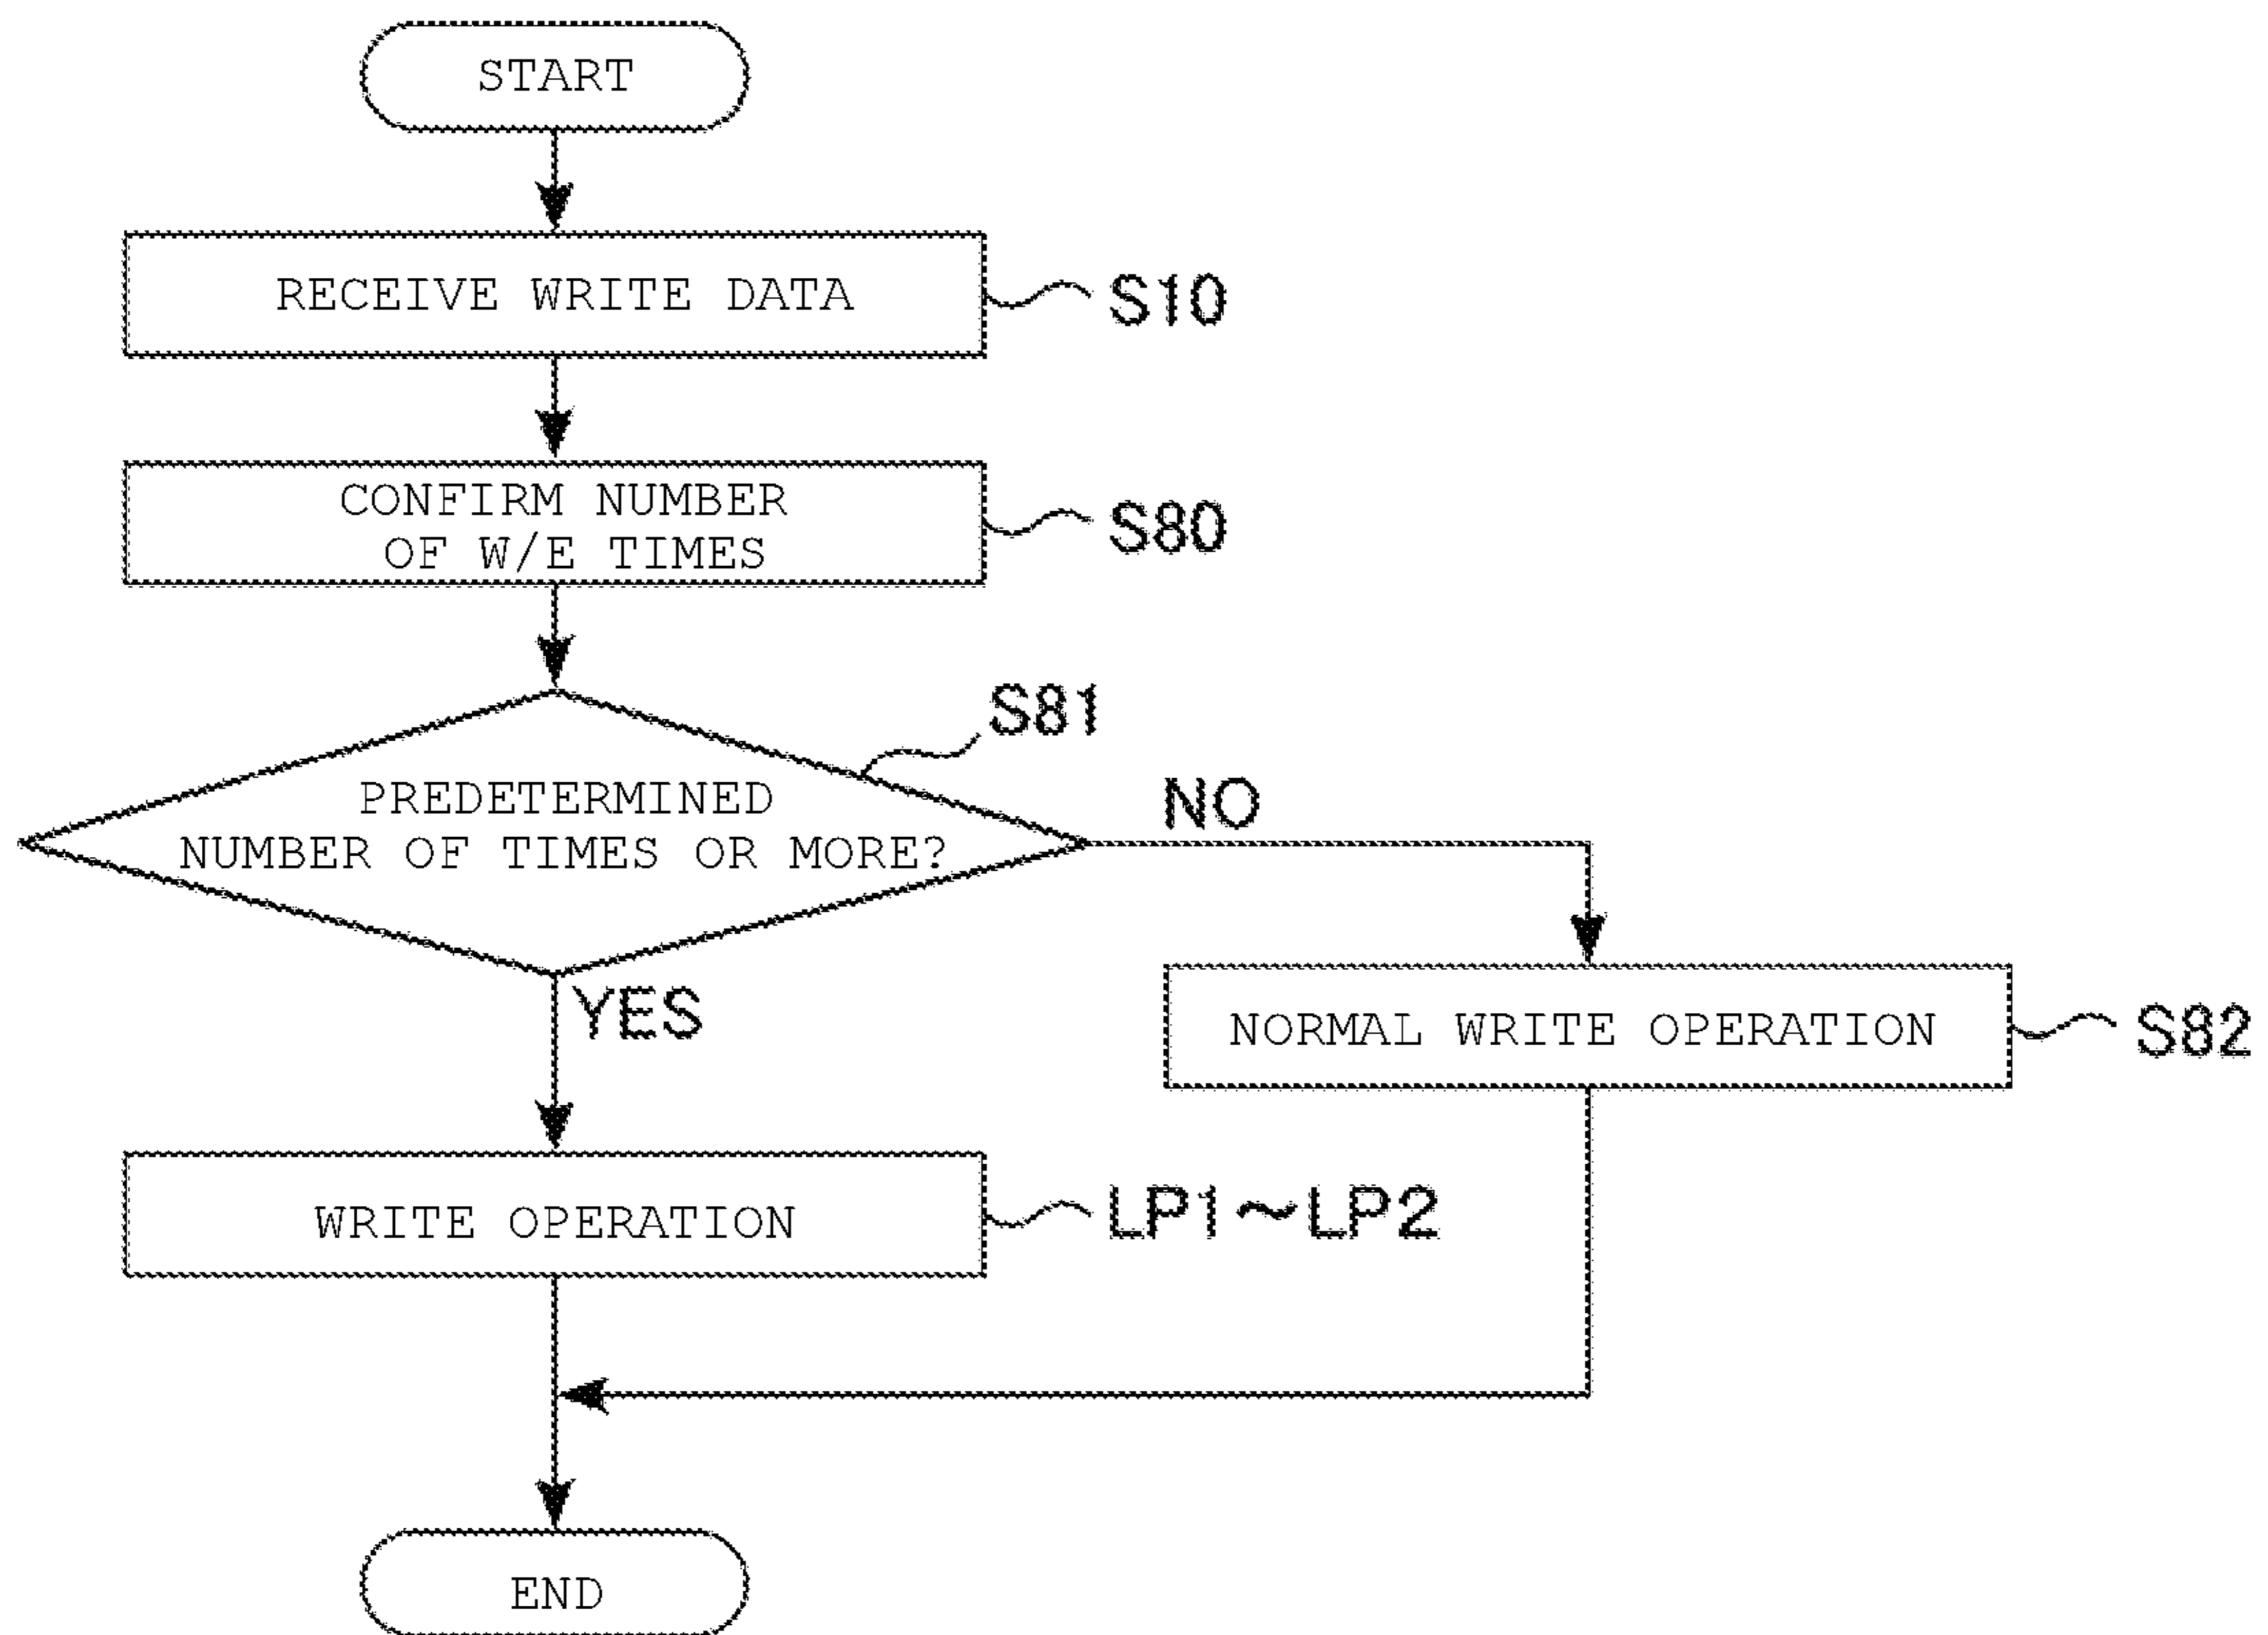 START
RECEIVE WRITE DATA
S10
CONFIRM NUMBER
OF W/E TIMES
S80
S81
PREDETERMINED
NUMBER OF TIMES OR MORE?
NO
YES
NORMAL WRITE OPERATION
S82
WRITE OPERATION
LP1～LP2
END